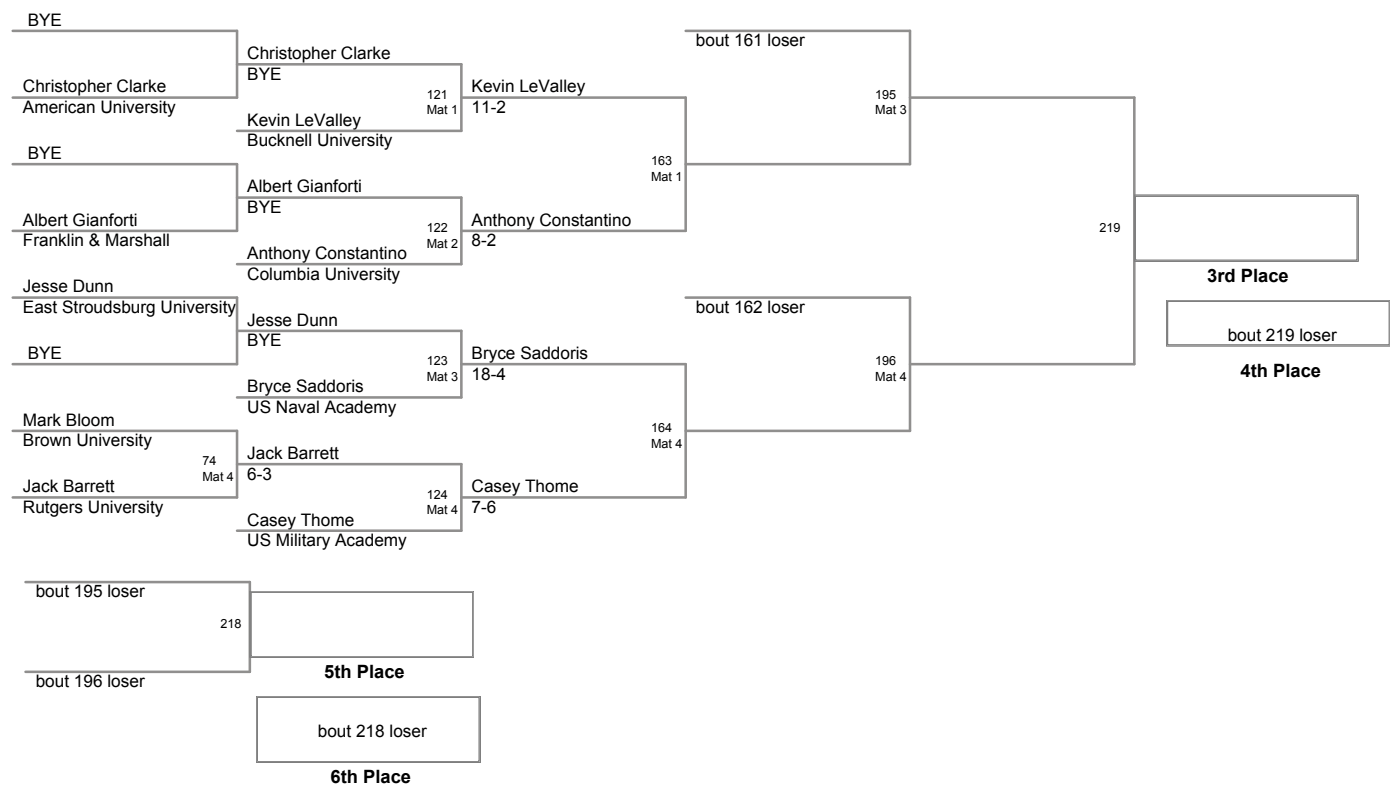 BYE
Christopher Clarke
American University
BYE
Albert Gianforti
Franklin & Marshall
Jesse Dunn
East Stroudsburg University
BYE
Mark Bloom
Brown University
74
Mat 4
Jack Barrett
Rutgers University
Christopher Clarke
BYE
121
Mat 1
Kevin LeValley
Bucknell University
Albert Gianforti
BYE
122
Mat 2
Anthony Constantino
Columbia University
Jesse Dunn
BYE
123
Mat 3
Bryce Saddoris
US Naval Academy
Jack Barrett
6-3
124
Mat 4
Casey Thome
US Military Academy
Kevin LeValley
11-2
163
Mat 1
Anthony Constantino
8-2
Bryce Saddoris
18-4
164
Mat 4
Casey Thome
7-6
bout 161 loser
195
Mat 3
bout 162 loser
196
Mat 4
219
3rd Place
bout 219 loser
4th Place
bout 195 loser
218
bout 196 loser
5th Place
bout 218 loser
6th Place